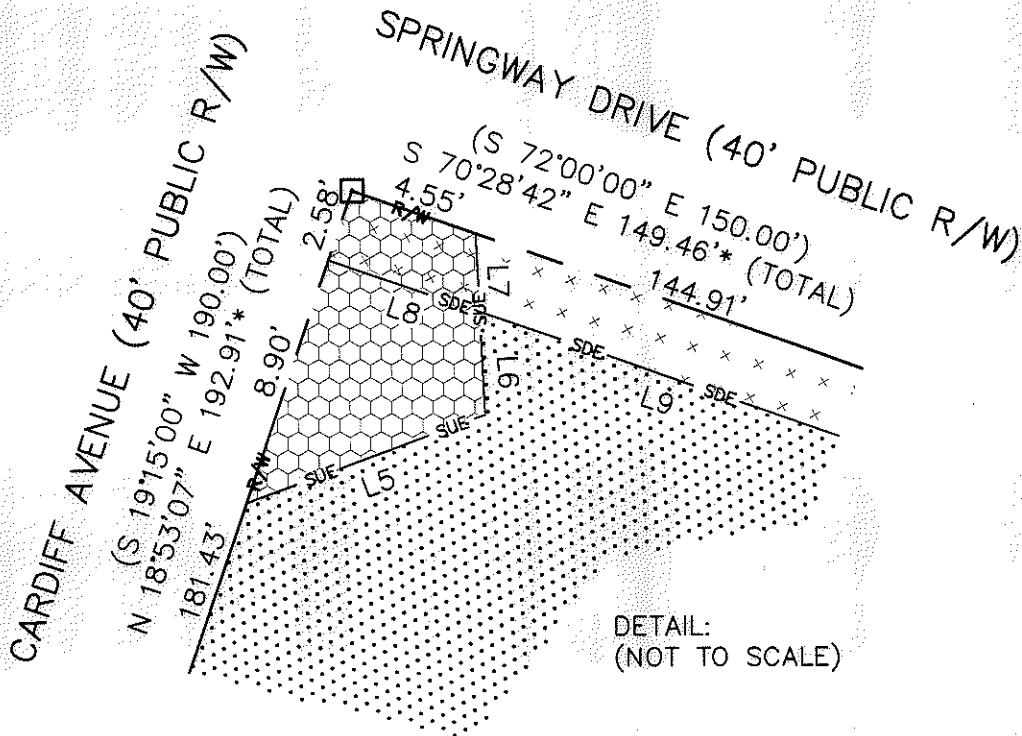 SPRINGWAY DRIVE (40' PUBLIC R/W)
(S 72°00'00" E 150.00')
S 70°28'42" E 149.46'* (TOTAL)
4.55'
144.91'
R/W
CARDIFF AVENUE (40' PUBLIC R/W)
(S 19°15'00" W 190.00')
N 18°53'07" E 192.91'* (TOTAL)
2.58'
8.90'
181.43'
R/W
L7
SUE
L8
SDE
L6
SDE
L9
SDE
SUE
L5
SUE
DETAIL:
(NOT TO SCALE)